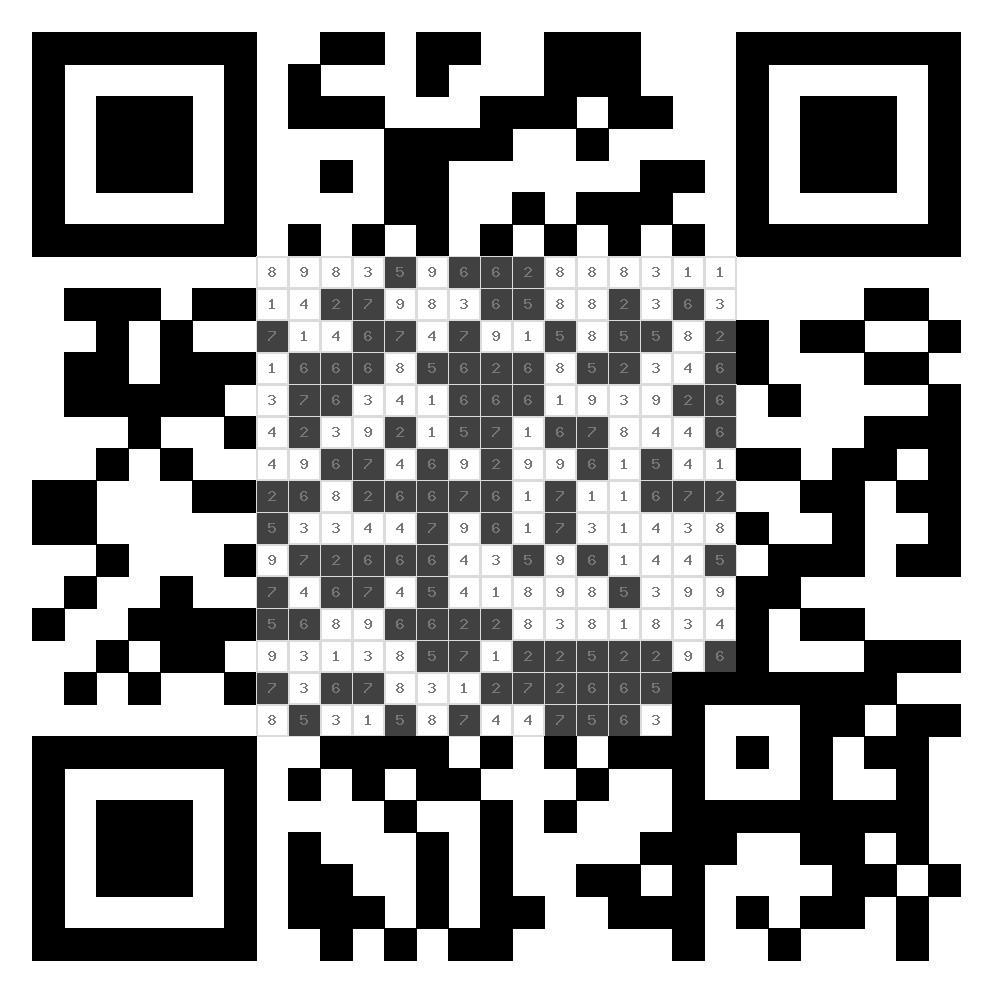 8 9 8 3 5 9 6 6 2 8 8 8 3 1 1
1 4 2 7 9 8 3 6 5 8 8 2 3 6 3
7 1 4 6 7 4 7 9 1 5 8 5 5 8 2
1 6 6 6 8 5 6 2 6 8 5 2 3 4 6
3 7 6 3 4 1 6 6 6 1 9 3 9 2 6
4 2 3 9 2 1 5 7 1 6 7 8 4 4 6
4 9 6 7 4 6 9 2 9 9 6 1 5 4 1
2 6 8 2 6 6 7 6 1 7 1 1 6 7 2
5 3 3 4 4 7 9 6 1 7 3 1 4 3 8
9 7 2 6 6 6 4 3 5 9 6 1 4 4 5
7 4 6 7 4 5 4 1 8 9 8 5 3 9 9
5 6 8 9 6 6 2 2 8 3 8 1 8 3 4
9 3 1 3 8 5 7 1 2 2 5 2 2 9 6
7 3 6 7 8 3 1 2 7 2 6 6 5
8 5 3 1 5 8 7 4 4 7 5 6 3